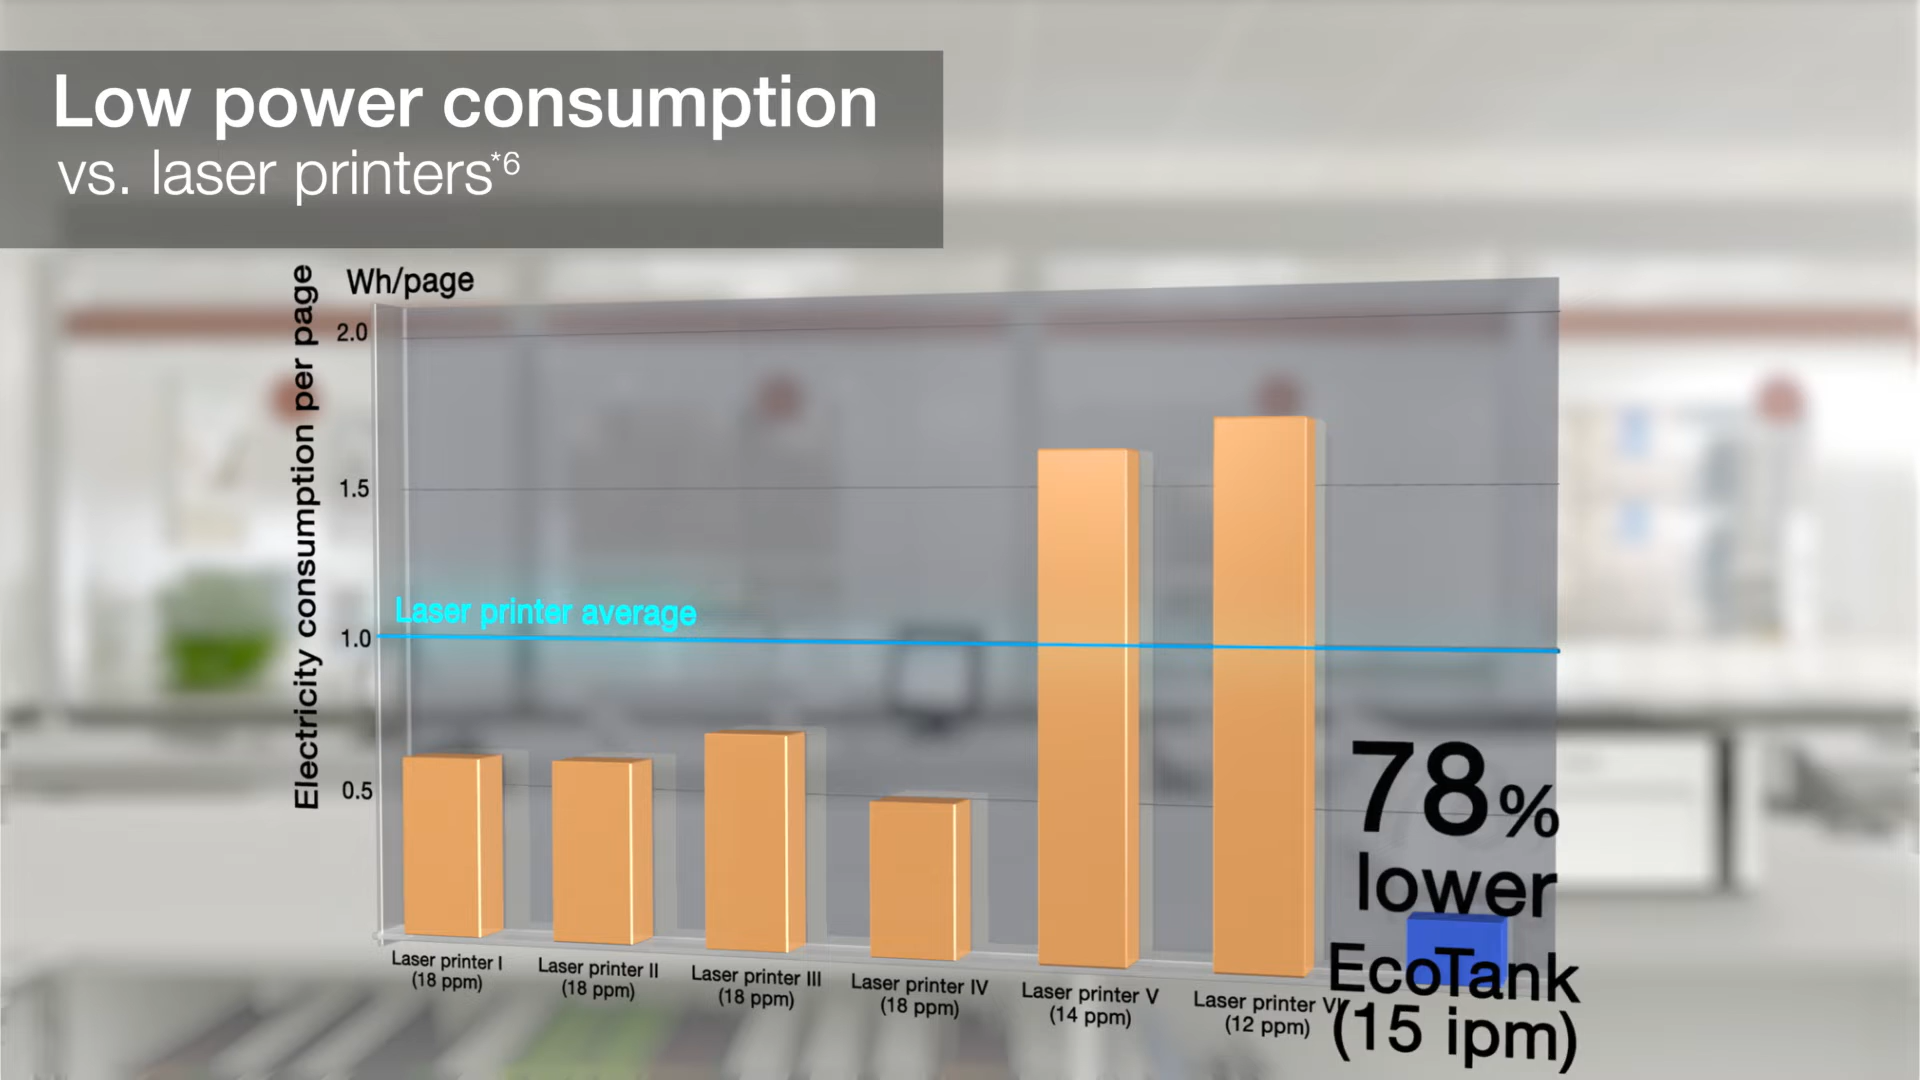 Low power consumption
vs. laser printers*6
Wh/page
Electricity consumption per page
2.0
1.5
1.0
0.5
Laser printer average
78%
lower
EcoTank
(15 ipm)
Laser printer I
(18 ppm)
Laser printer II
(18 ppm)
Laser printer III
(18 ppm)
Laser printer IV
(18 ppm)
Laser printer V
(14 ppm)
Laser printer VI
(12 ppm)